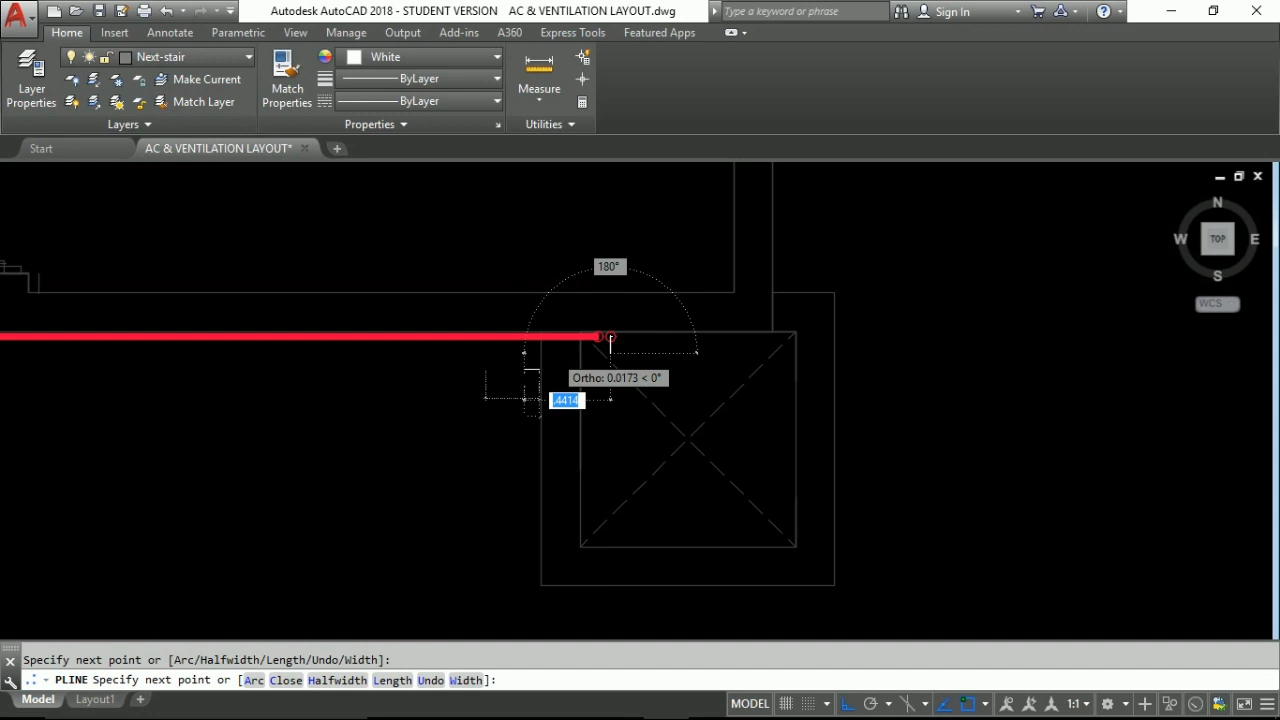 Autodesk AutoCAD 2018 - STUDENT VERSION AC & VENTILATION LAYOUT.dwg
Type a keyword or phrase
Sign In
Home Insert Annotate Parametric View Manage Output Add-ins A360 Express Tools Featured Apps
Next-stair
Make Current
Match Layer
Layer Properties
Layers
Match Properties
White
ByLayer
ByLayer
Properties
Measure
Utilities
Start
AC & VENTILATION LAYOUT*
N
W
TOP
E
S
WCS
180°
Ortho: 0.0173 < 0°
.4414
Specify next point or [Arc/Halfwidth/Length/Undo/Width]:
PLINE Specify next point or [Arc Close Halfwidth Length Undo Width]:
Model Layout1
MODEL
1:1